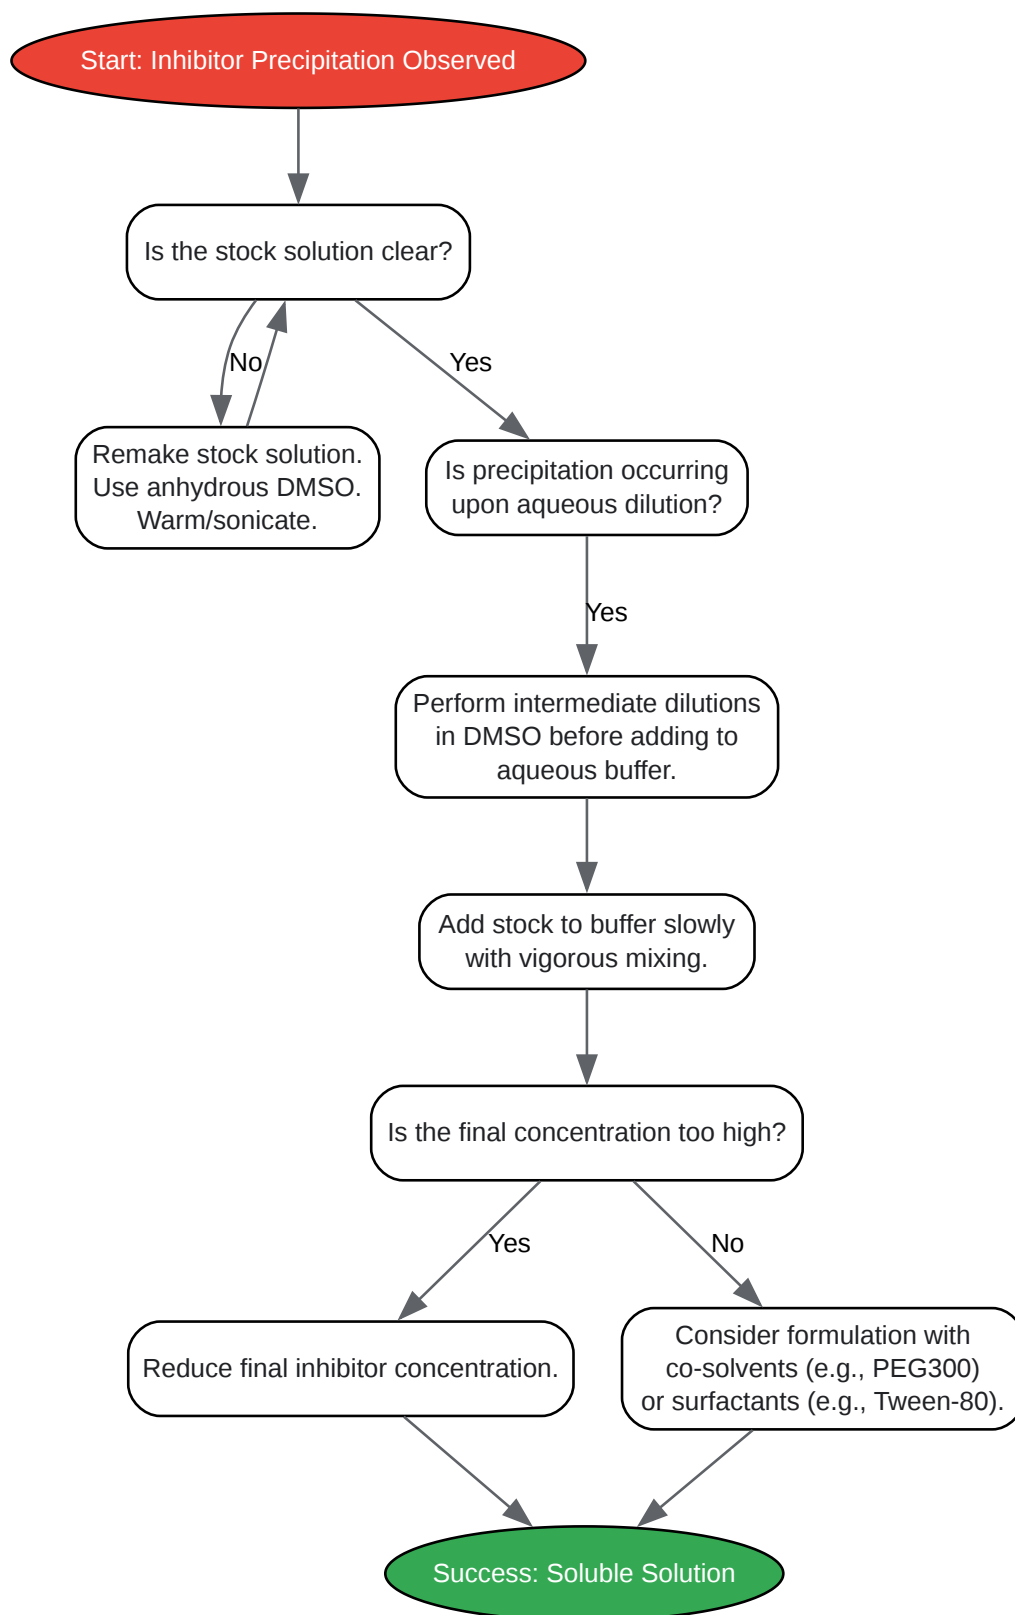 Start: Inhibitor Precipitation Observed
Is the stock solution clear?
No
Yes
Remake stock solution.
Use anhydrous DMSO.
Warm/sonicate.
Is precipitation occurring
upon aqueous dilution?
Yes
Perform intermediate dilutions
in DMSO before adding to
aqueous buffer.
Add stock to buffer slowly
with vigorous mixing.
Is the final concentration too high?
Yes
No
Reduce final inhibitor concentration.
Consider formulation with
co-solvents (e.g., PEG300)
or surfactants (e.g., Tween-80).
Success: Soluble Solution